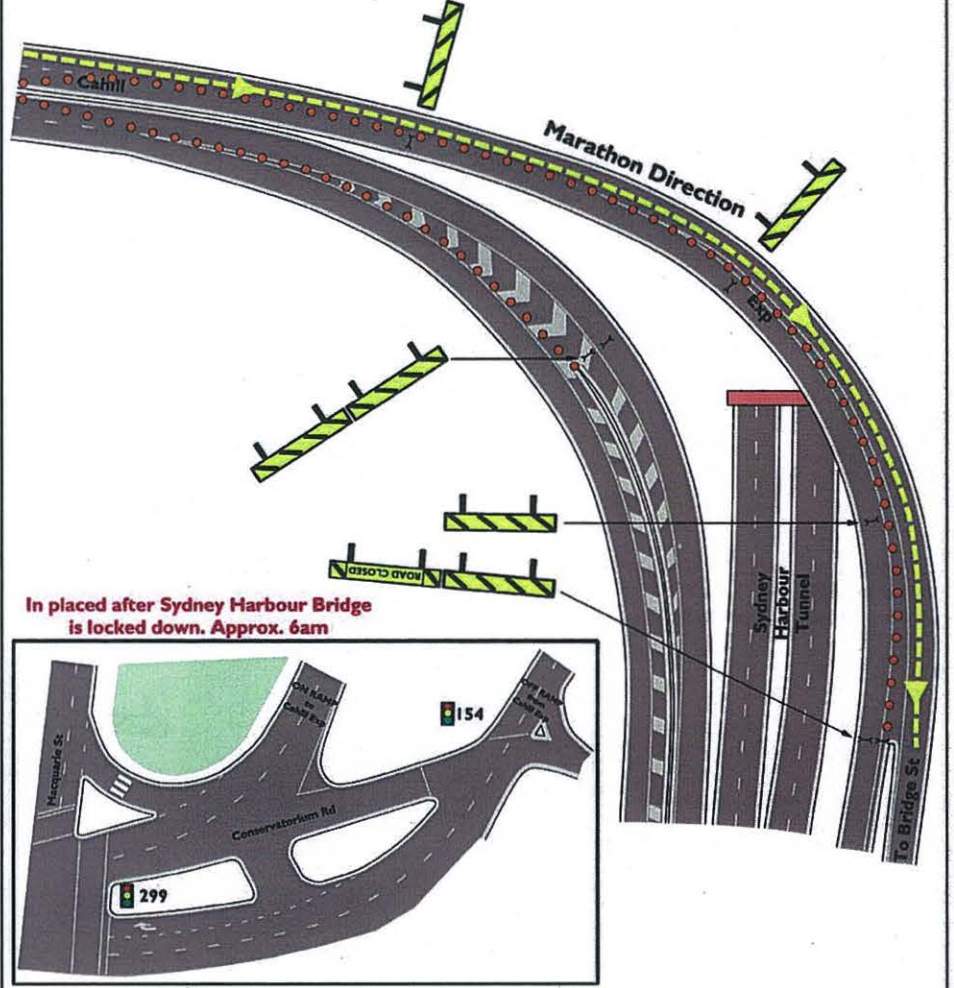 Cahill
Marathon Direction
Exp
ROAD CLOSED
Sydney
Harbour
Tunnel
In placed after Sydney Harbour Bridge
is locked down. Approx. 6am
To Bridge St
ON RAMP
to
Cahill Exp
154
OFF RAMP
from
Cahill Exp
Macquarie St
Conservatorium Rd
299